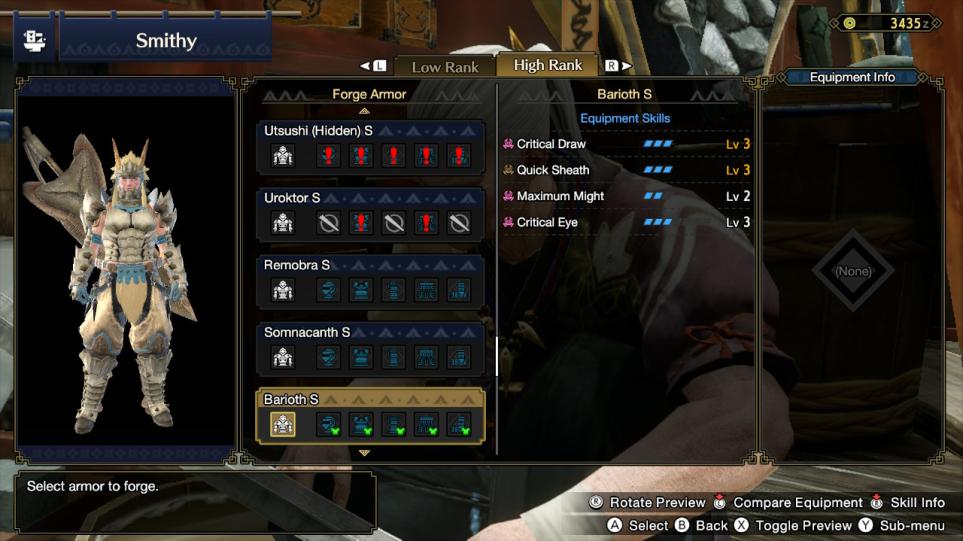 Smithy
3435z
L Low Rank High Rank R
Equipment Info
Forge Armor
Utsushi (Hidden) S
Uroktor S
Remobra S
Somnacanth S
Barioth S
Barioth S
Equipment Skills
Critical Draw Lv 3
Quick Sheath Lv 3
Maximum Might Lv 2
Critical Eye Lv 3
(None)
Select armor to forge.
R Rotate Preview L Compare Equipment R Skill Info
A Select B Back X Toggle Preview Y Sub-menu